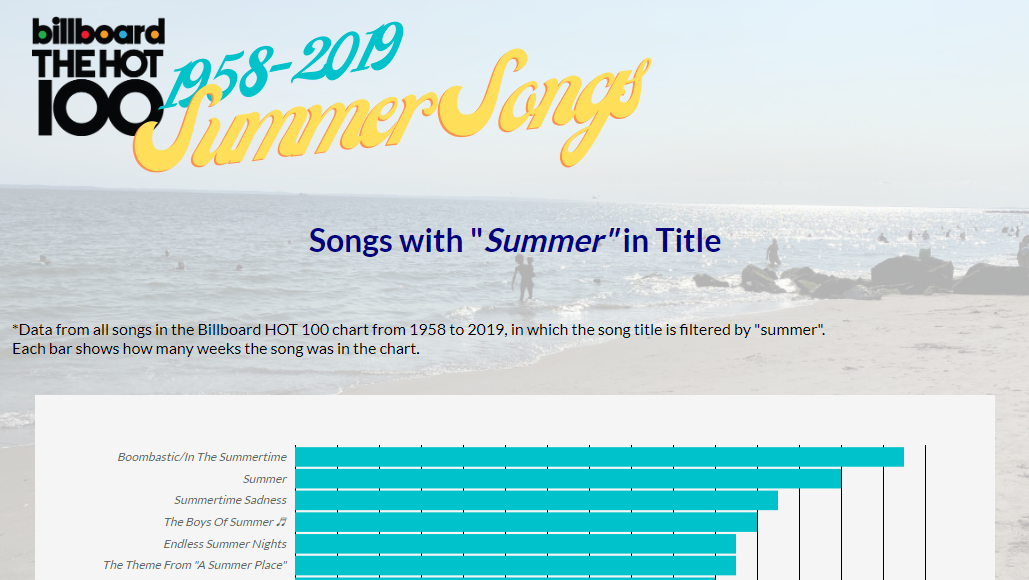 billboard
THE HOT
100
1958-2019
Summer Songs
Songs with "Summer" in Title
*Data from all songs in the Billboard HOT 100 chart from 1958 to 2019, in which the song title is filtered by "summer".
Each bar shows how many weeks the song was in the chart.
Boombastic/In The Summertime
Summer
Summertime Sadness
The Boys Of Summer ♬
Endless Summer Nights
The Theme From "A Summer Place"